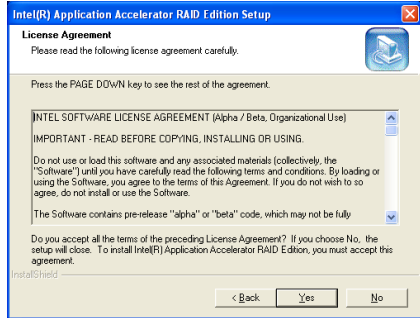 Intel(R) Application Accelerator RAID Edition Setup
License Agreement
Please read the following license agreement carefully.
Press the PAGE DOWN key to see the rest of the agreement.
INTEL SOFTWARE LICENSE AGREEMENT (Alpha / Beta, Organizational Use)
IMPORTANT - READ BEFORE COPYING, INSTALLING OR USING.
Do not use or load this software and any associated materials (collectively, the
"Software") until you have carefully read the following terms and conditions. By loading or
using the Software, you agree to the terms of this Agreement. If you do not wish to so
agree, do not install or use the Software.
The Software contains pre-release "alpha" or "beta" code, which may not be fully
Do you accept all the terms of the preceding License Agreement? If you choose No, the
setup will close. To install Intel(R) Application Accelerator RAID Edition, you must accept this
agreement.
InstallShield
< Back
Yes
No